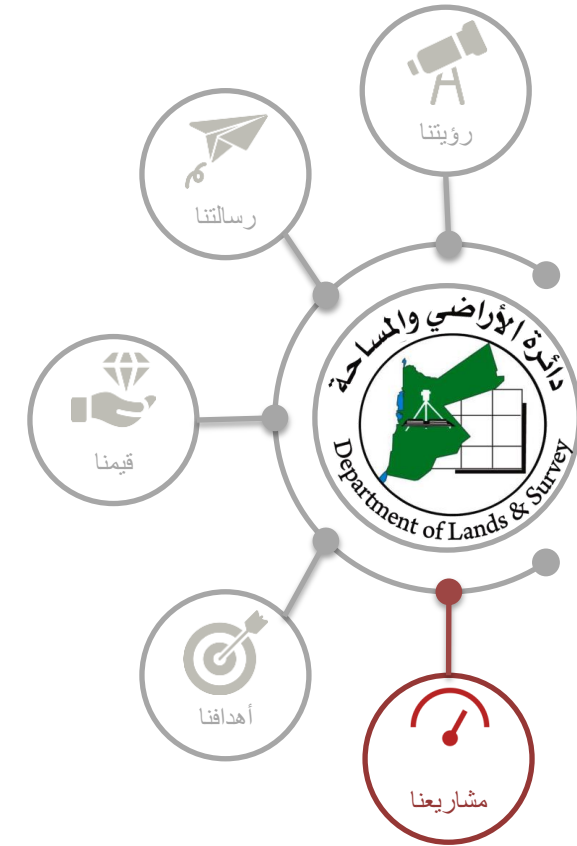 رؤيتنا
رسالتنا
دائرة الأراضي والمساحة
Department of Lands & Survey
قيمنا
أهدافنا
مشاريعنا